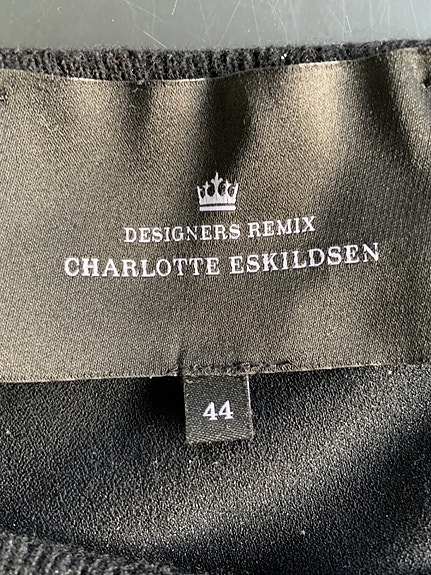 DESIGNERS REMIX
CHARLOTTE ESKILDSEN
44